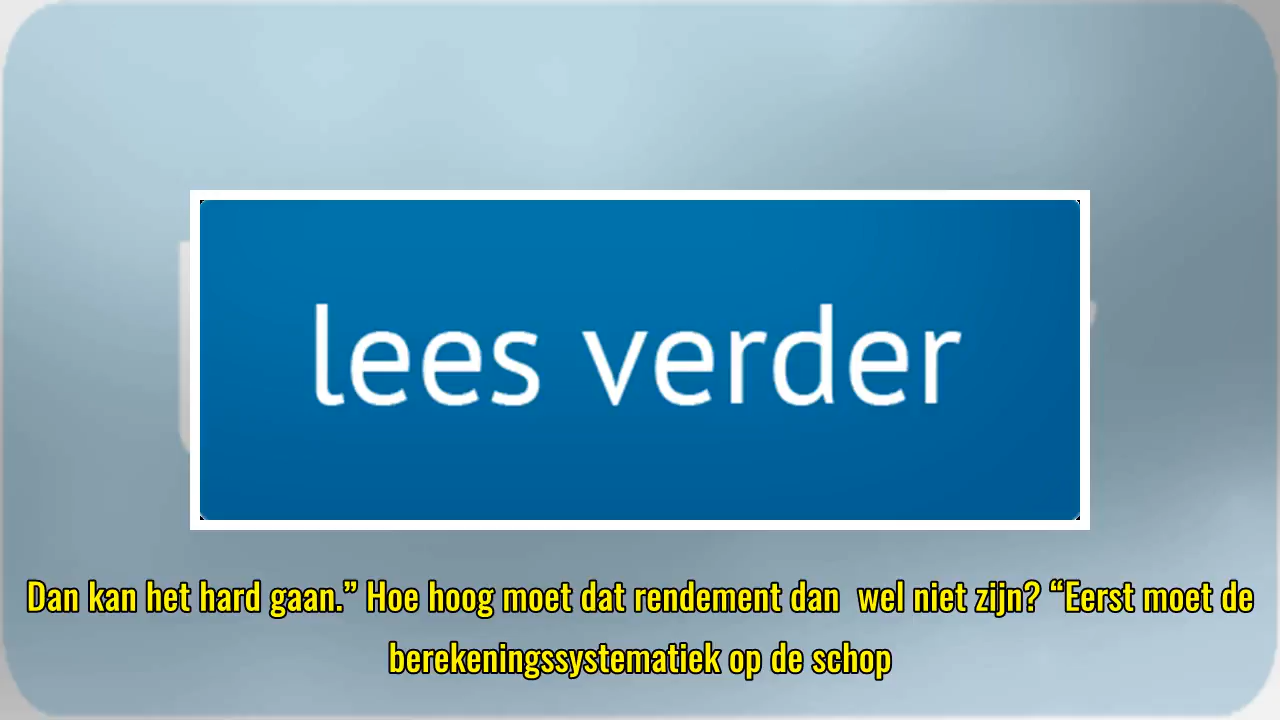 lees verder
Dan kan het hard gaan.” Hoe hoog moet dat rendement dan  wel niet zijn? “Eerst moet de
berekeningssystematiek op de schop